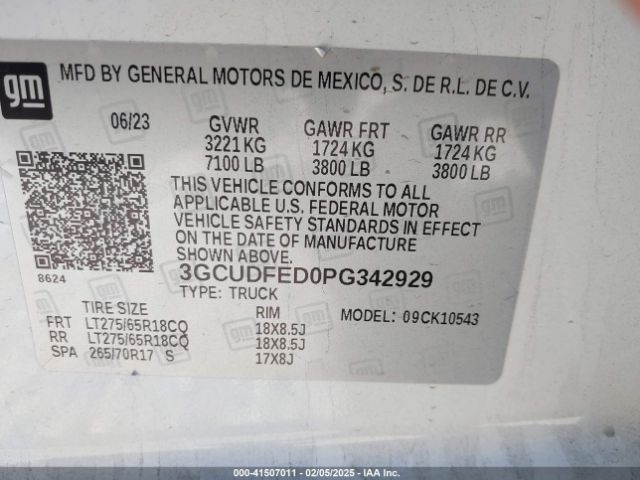 gm
MFD BY GENERAL MOTORS DE MEXICO, S. DE R.L. DE C.V.
06/23 GVWR GAWR FRT GAWR RR
3221 KG 1724 KG 1724 KG
7100 LB 3800 LB 3800 LB
THIS VEHICLE CONFORMS TO ALL
APPLICABLE U.S. FEDERAL MOTOR
VEHICLE SAFETY STANDARDS IN EFFECT
ON THE DATE OF MANUFACTURE
SHOWN ABOVE.
8624
3GCUDFED0PG342929
TYPE: TRUCK
TIRE SIZE RIM MODEL: 09CK10543
FRT LT275/65R18CQ 18X8.5J
RR LT275/65R18CQ 18X8.5J
SPA 265/70R17 S 17X8J
000-41507011 - 02/05/2025 - IAA Inc.